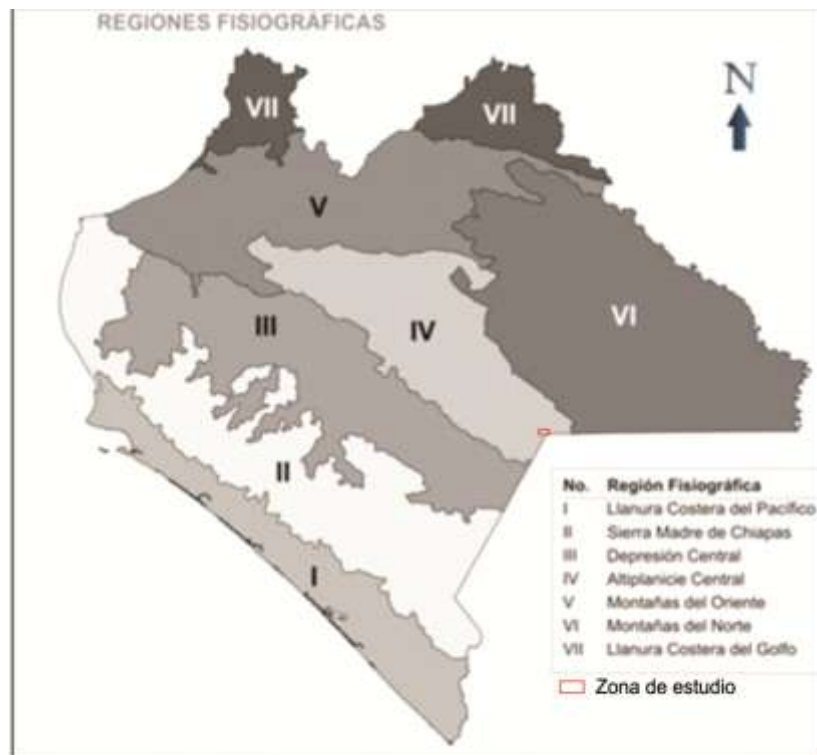 REGIONES FISIOGRÁFICAS
N
VII
VII
V
VI
III
IV
II
I
No. Región Fisiográfica
I Llanura Costera del Pacífico
II Sierra Madre de Chiapas
III Depresión Central
IV Altiplanicie Central
V Montañas del Oriente
VI Montañas del Norte
VII Llanura Costera del Golfo
Zona de estudio